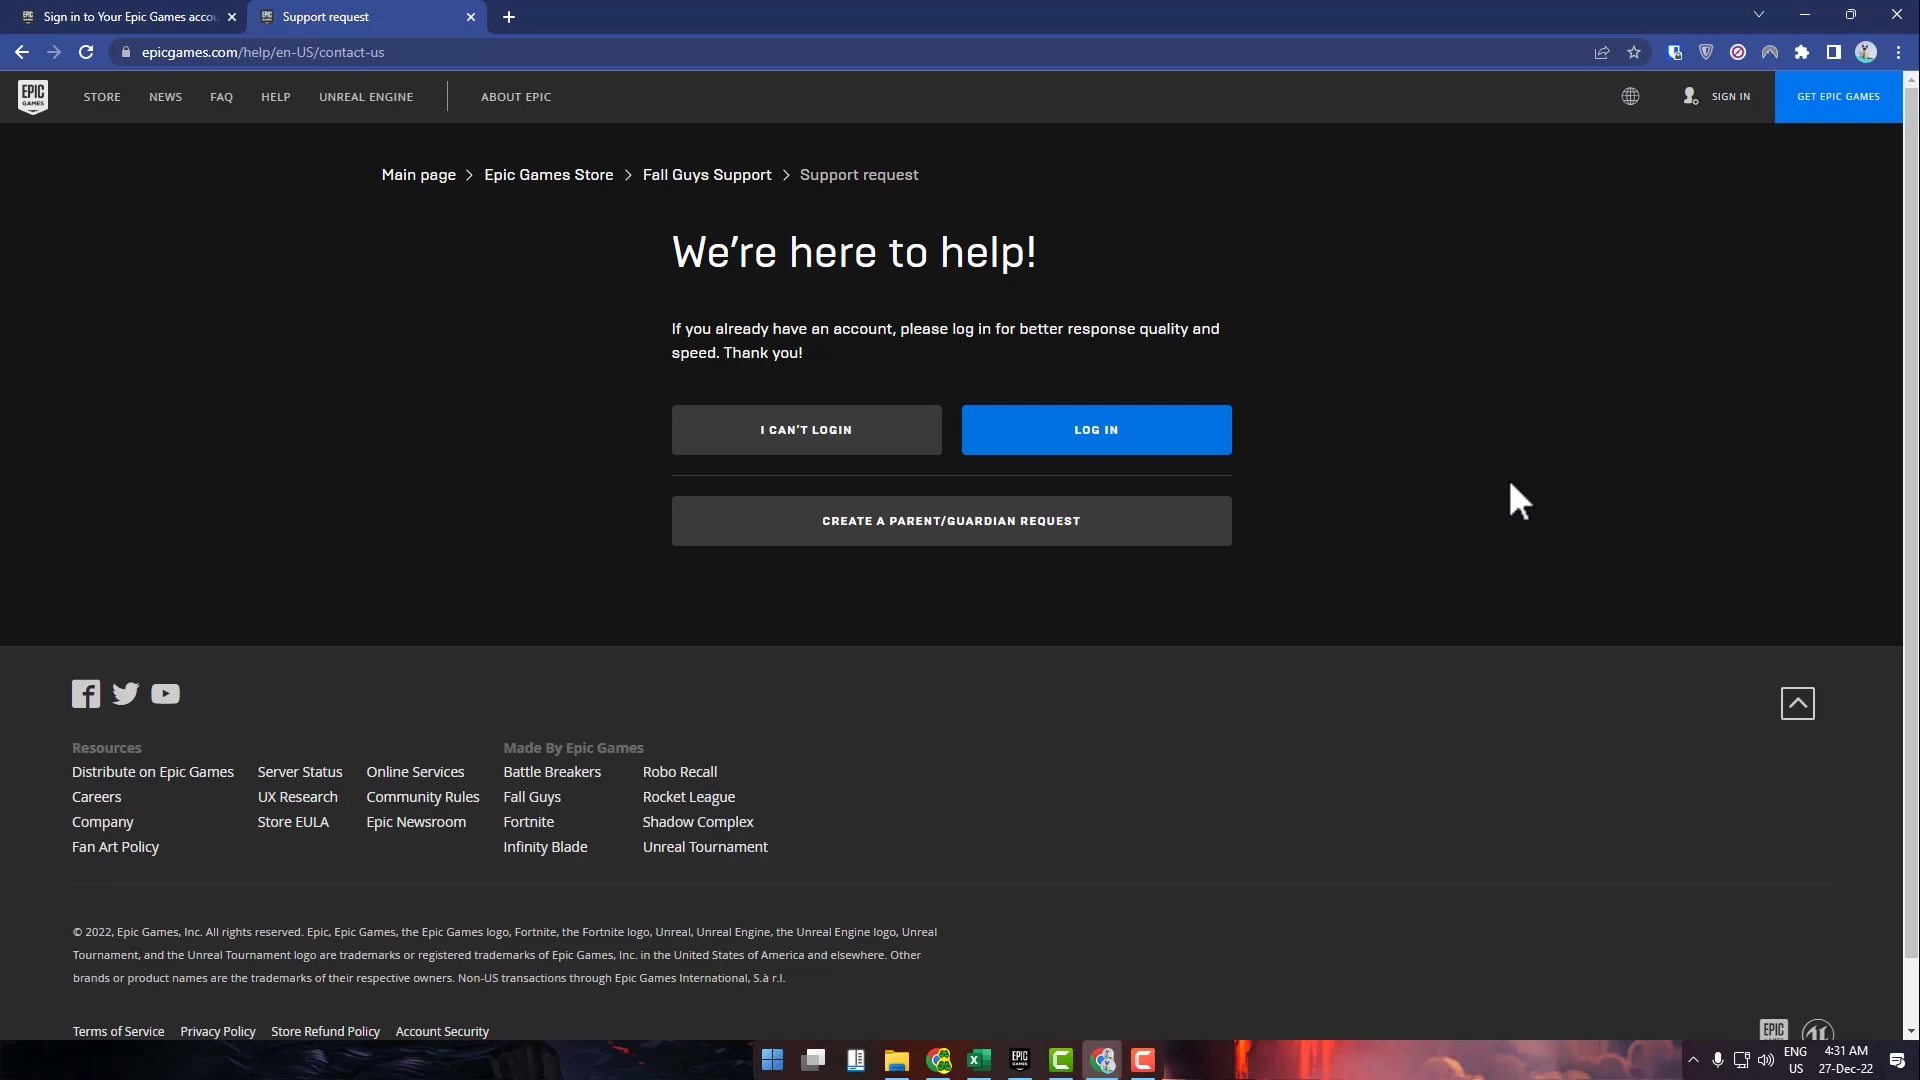 Sign in to Your Epic Games accou
Support request
epicgames.com/help/en-US/contact-us
EPIC GAMES
STORE
NEWS
FAQ
HELP
UNREAL ENGINE
ABOUT EPIC
SIGN IN
GET EPIC GAMES
Main page > Epic Games Store > Fall Guys Support > Support request
We're here to help!
If you already have an account, please log in for better response quality and
speed. Thank you!
I CAN'T LOGIN
LOG IN
CREATE A PARENT/GUARDIAN REQUEST
Resources
Distribute on Epic Games
Careers
Company
Fan Art Policy
Server Status
UX Research
Store EULA
Online Services
Community Rules
Epic Newsroom
Made By Epic Games
Battle Breakers
Fall Guys
Fortnite
Infinity Blade
Robo Recall
Rocket League
Shadow Complex
Unreal Tournament
© 2022, Epic Games, Inc. All rights reserved. Epic, Epic Games, the Epic Games logo, Fortnite, the Fortnite logo, Unreal, Unreal Engine, the Unreal Engine logo, Unreal
Tournament, and the Unreal Tournament logo are trademarks or registered trademarks of Epic Games, Inc. in the United States of America and elsewhere. Other
brands or product names are the trademarks of their respective owners. Non-US transactions through Epic Games International, S.à r.l.
Terms of Service
Privacy Policy
Store Refund Policy
Account Security
EPIC
ENG
US
4:31 AM
27-Dec-22